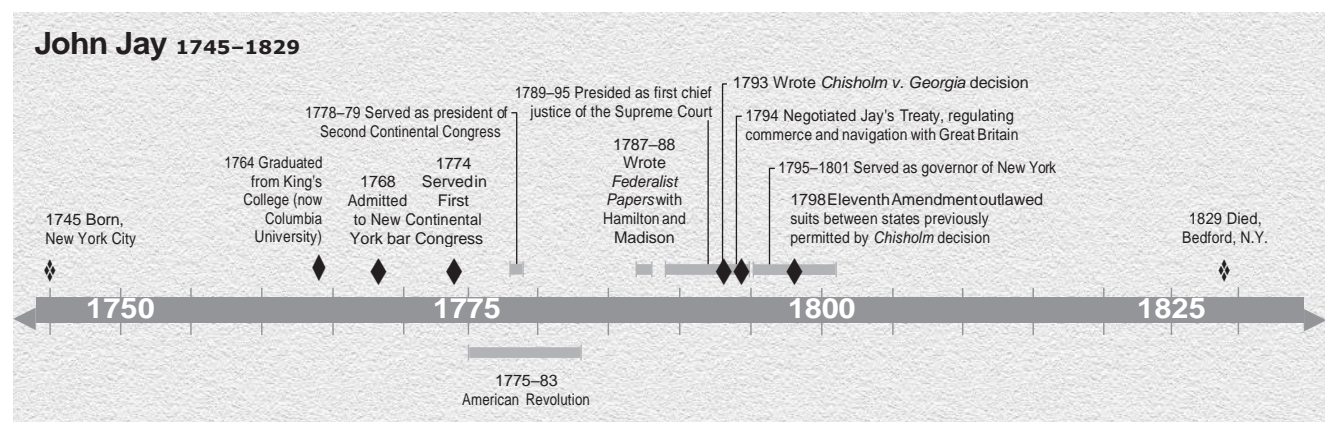 John Jay 1745–1829
1745 Born,
New York City
1764 Graduated
from King's
College (now
Columbia
University)
1768
Admitted
to New
York bar
1774
Served in
First
Continental
Congress
1778–79 Served as president of
Second Continental Congress
1787–88
Wrote
Federalist
Papers with
Hamilton and
Madison
1789–95 Presided as first chief
justice of the Supreme Court
1793 Wrote Chisholm v. Georgia decision
1794 Negotiated Jay's Treaty, regulating
commerce and navigation with Great Britain
1795–1801 Served as governor of New York
1798 Eleventh Amendment outlawed
suits between states previously
permitted by Chisholm decision
1829 Died,
Bedford, N.Y.
1750
1775
1800
1825
1775–83
American Revolution